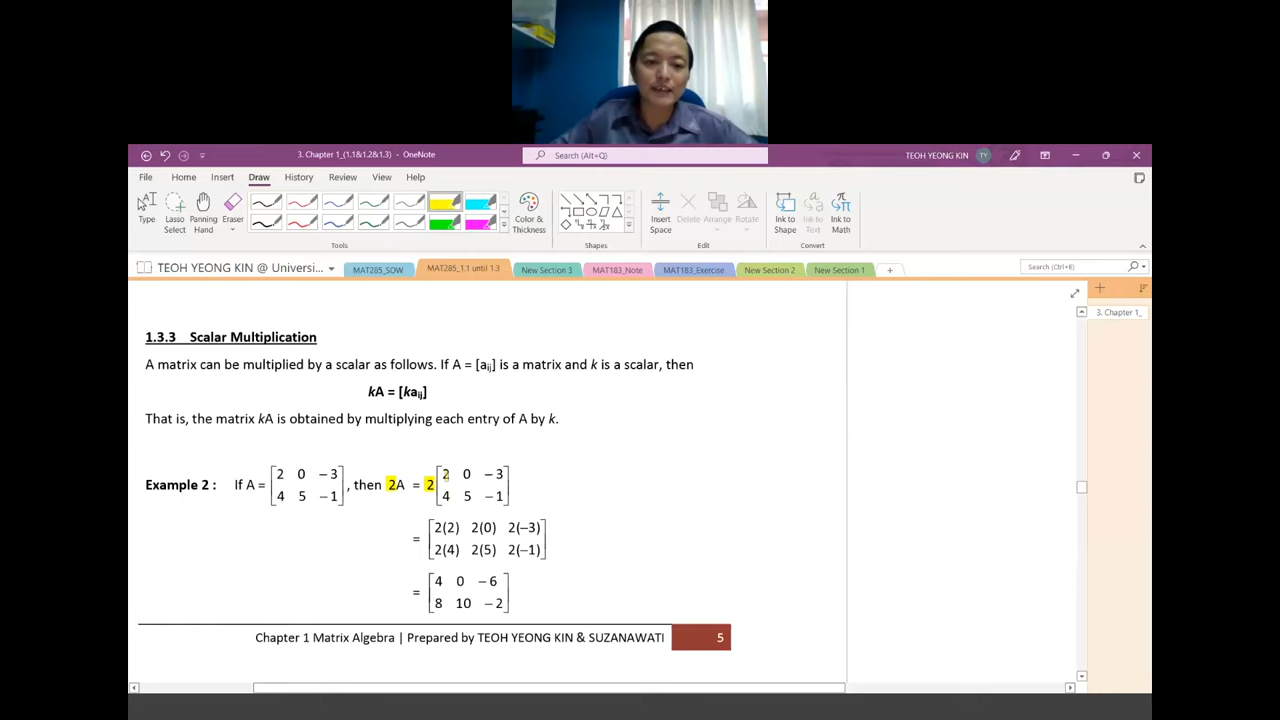 3. Chapter 1_(1.1&1.2&1.3) - OneNote
Search (Alt+Q)
TEOH YEONG KIN TY
File Home Insert Draw History Review View Help
Type Lasso Select Panning Hand Eraser Color & Thickness Insert Space Delete Arrange Rotate Ink to Shape Ink to Text Ink to Math
Tools Shapes Edit Convert
TEOH YEONG KIN @ Universi... MAT285_SOW MAT285_1.1 until 1.3 New Section 3 MAT183_Note MAT183_Exercise New Section 2 New Section 1 + Search (Ctrl+E)
3. Chapter 1_
1.3.3 Scalar Multiplication
A matrix can be multiplied by a scalar as follows. If A = [aij] is a matrix and k is a scalar, then
kA = [kaij]
That is, the matrix kA is obtained by multiplying each entry of A by k.
Example 2 : If A = [2 0 −3; 4 5 −1], then 2A = 2[2 0 −3; 4 5 −1]
= [2(2) 2(0) 2(−3); 2(4) 2(5) 2(−1)]
= [4 0 −6; 8 10 −2]
Chapter 1 Matrix Algebra | Prepared by TEOH YEONG KIN & SUZANAWATI 5